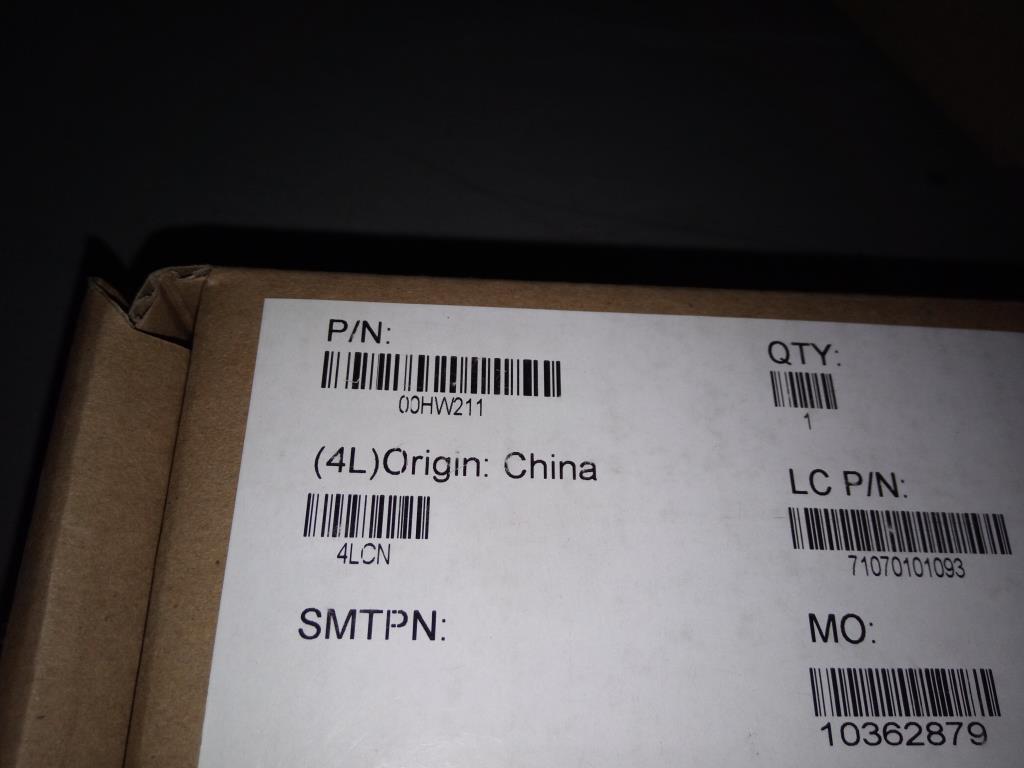 P/N:
00HW211
QTY:
1
(4L)Origin: China
4LCN
LC P/N:
71070101093
SMTPN:
MO:
10362879